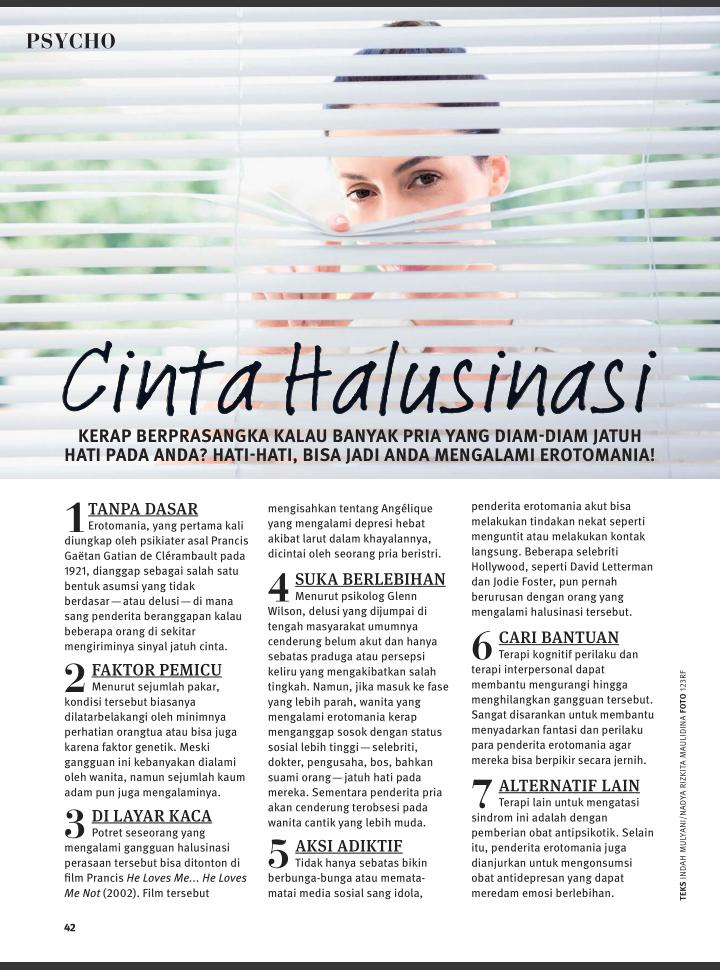 PSYCHO
Cinta Halusinasi
KERAP BERPRASANGKA KALAU BANYAK PRIA YANG DIAM-DIAM JATUH
HATI PADA ANDA? HATI-HATI, BISA JADI ANDA MENGALAMI EROTOMANIA!
1 TANPA DASAR
Erotomania, yang pertama kali
diungkap oleh psikiater asal Prancis
Gaëtan Gatian de Clérambault pada
1921, dianggap sebagai salah satu
bentuk asumsi yang tidak
berdasar—atau delusi—di mana
sang penderita beranggapan kalau
beberapa orang di sekitar
mengiriminya sinyal jatuh cinta.
2 FAKTOR PEMICU
Menurut sejumlah pakar,
kondisi tersebut biasanya
dilatarbelakangi oleh minimnya
perhatian orangtua atau bisa juga
karena faktor genetik. Meski
gangguan ini kebanyakan dialami
oleh wanita, namun sejumlah kaum
adam pun juga mengalaminya.
3 DI LAYAR KACA
Potret seseorang yang
mengalami gangguan halusinasi
perasaan tersebut bisa ditonton di
film Prancis He Loves Me... He Loves
Me Not (2002). Film tersebut
mengisahkan tentang Angélique
yang mengalami depresi hebat
akibat larut dalam khayalannya,
dicintai oleh seorang pria beristri.
4 SUKA BERLEBIHAN
Menurut psikolog Glenn
Wilson, delusi yang dijumpai di
tengah masyarakat umumnya
cenderung belum akut dan hanya
sebatas praduga atau persepsi
keliru yang mengakibatkan salah
tingkah. Namun, jika masuk ke fase
yang lebih parah, wanita yang
mengalami erotomania kerap
menganggap sosok dengan status
sosial lebih tinggi—selebriti,
dokter, pengusaha, bos, bahkan
suami orang—jatuh hati pada
mereka. Sementara penderita pria
akan cenderung terobsesi pada
wanita cantik yang lebih muda.
5 AKSI ADIKTIF
Tidak hanya sebatas bikin
berbunga-bunga atau memata-
matai media sosial sang idola,
penderita erotomania akut bisa
melakukan tindakan nekat seperti
menguntit atau melakukan kontak
langsung. Beberapa selebriti
Hollywood, seperti David Letterman
dan Jodie Foster, pun pernah
berurusan dengan orang yang
mengalami halusinasi tersebut.
6 CARI BANTUAN
Terapi kognitif perilaku dan
terapi interpersonal dapat
membantu mengurangi hingga
menghilangkan gangguan tersebut.
Sangat disarankan untuk membantu
menyadarkan fantasi dan perilaku
para penderita erotomania agar
mereka bisa berpikir secara jernih.
7 ALTERNATIF LAIN
Terapi lain untuk mengatasi
sindrom ini adalah dengan
pemberian obat antipsikotik. Selain
itu, penderita erotomania juga
dianjurkan untuk mengonsumsi
obat antidepresan yang dapat
meredam emosi berlebihan.
TEKS INDAH MULYANI/NADYA RIZKITA MAULIDINA FOTO 123RF
42